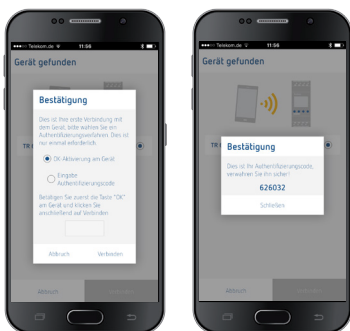 Telekom.de
11:56
Gerät gefunden
Bestätigung
Dies ist Ihre erste Verbindung mit
dem Gerät, bitte wählen Sie ein
Authentifizierungsverfahren. Dies ist
nur einmal erforderlich.
OK-Aktivierung am Gerät
Eingabe
Authentifizierungscode
Bestätigen Sie zuerst die Taste "OK"
am Gerät und klicken Sie
anschließend auf Verbinden
Abbruch Verbinden
Abbruch
Telekom.de
11:56
Gerät gefunden
Bestätigung
Dies ist Ihr Authentifizierungscode,
verwahren Sie ihn sicher!
626032
Schließen
Abbruch